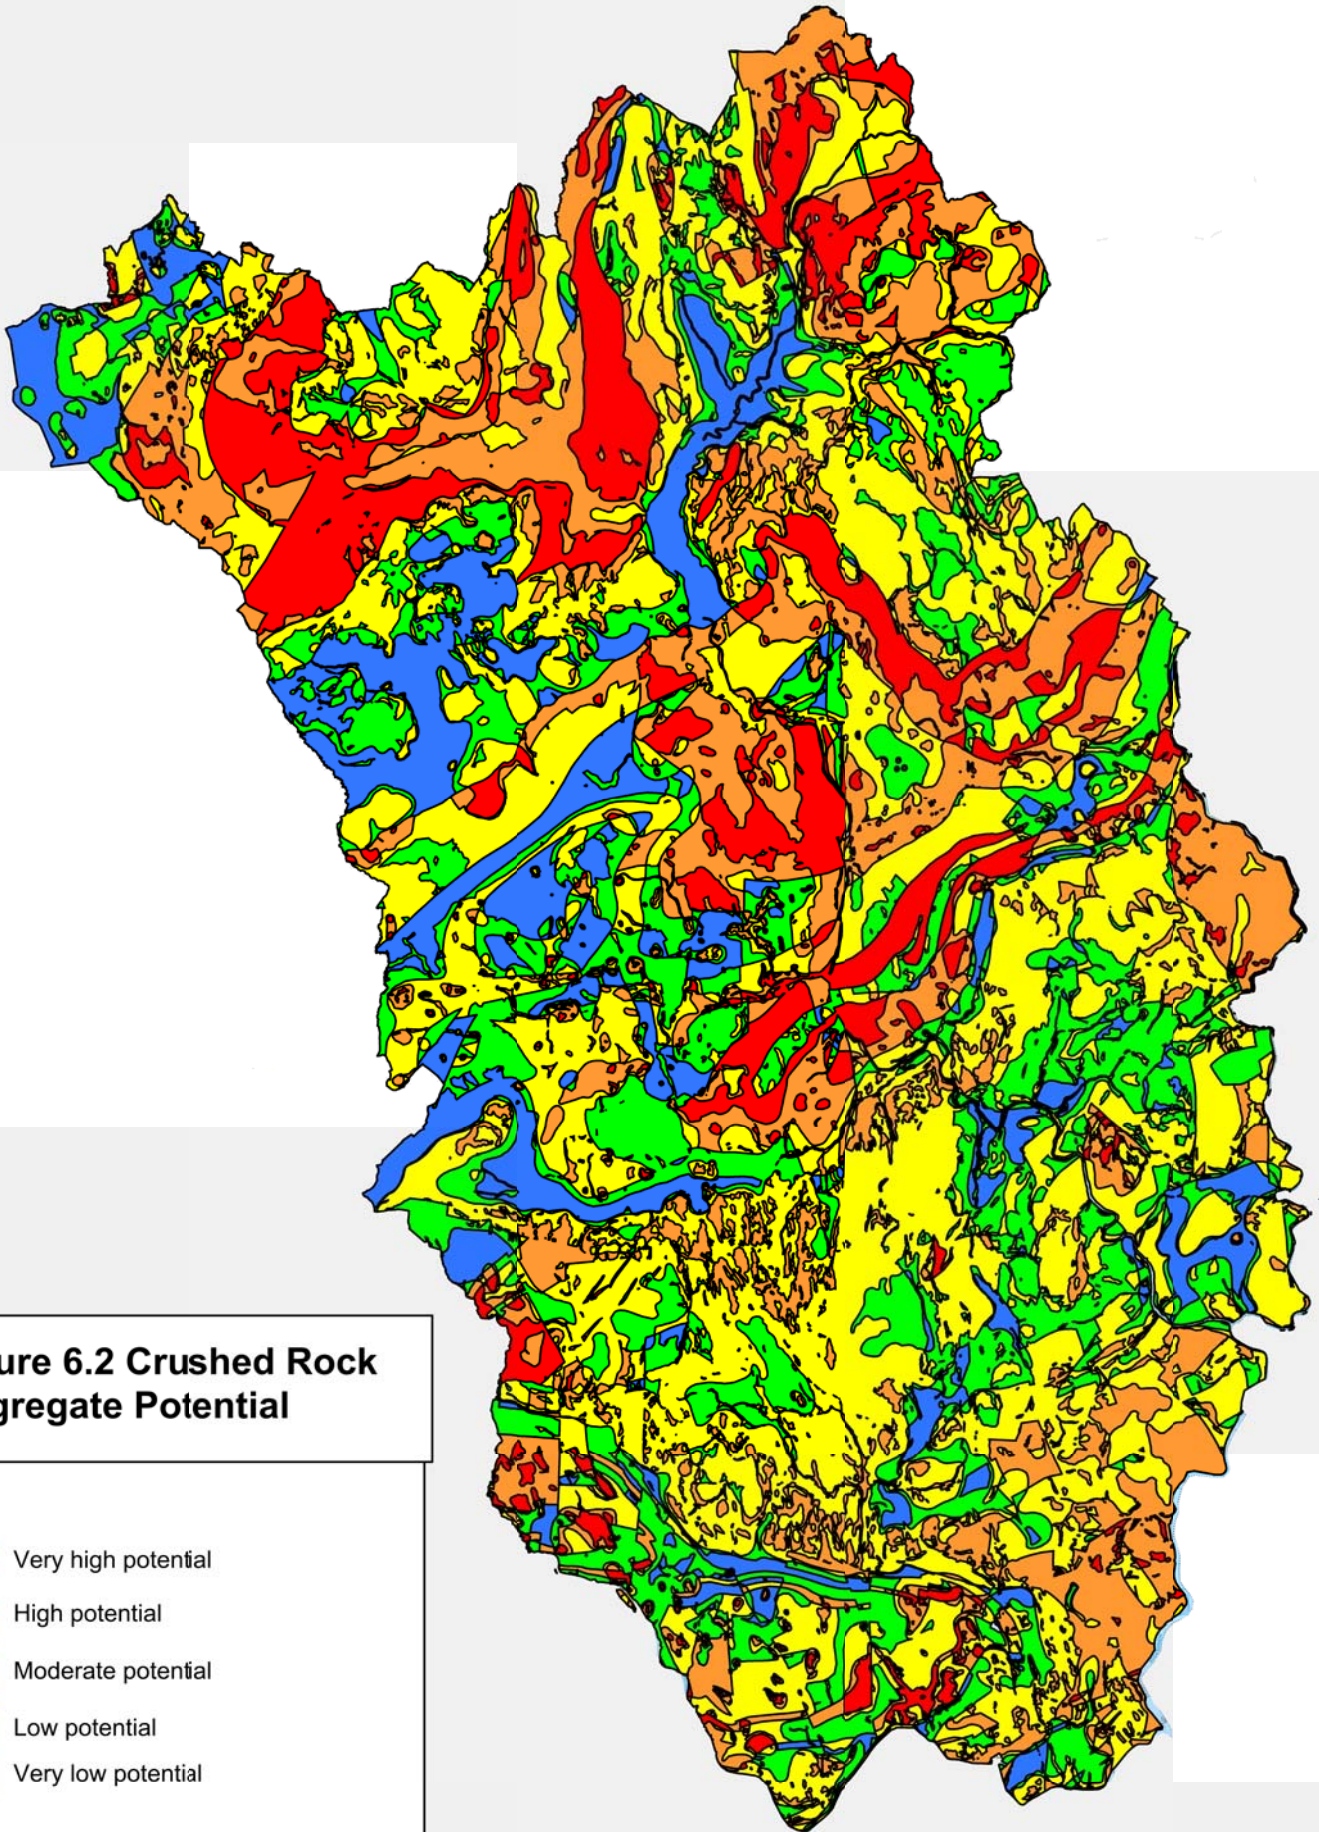 ure 6.2 Crushed Rock
gregate Potential
Very high potential
High potential
Moderate potential
Low potential
Very low potential